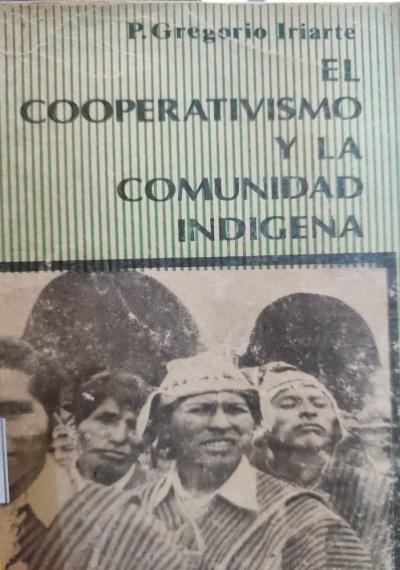 P. Gregorio Iriarte
EL
COOPERATIVISMO
Y LA
COMUNIDAD
INDIGENA